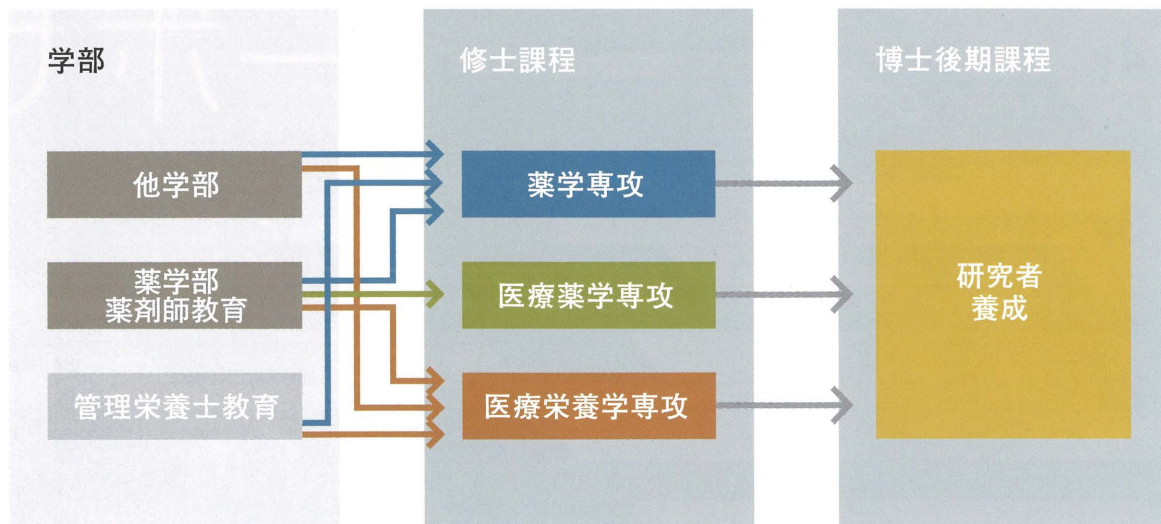 学部
修士課程
博士後期課程
他学部
薬学専攻
薬学部
薬剤師教育
医療薬学専攻
研究者
養成
管理栄養士教育
医療栄養学専攻